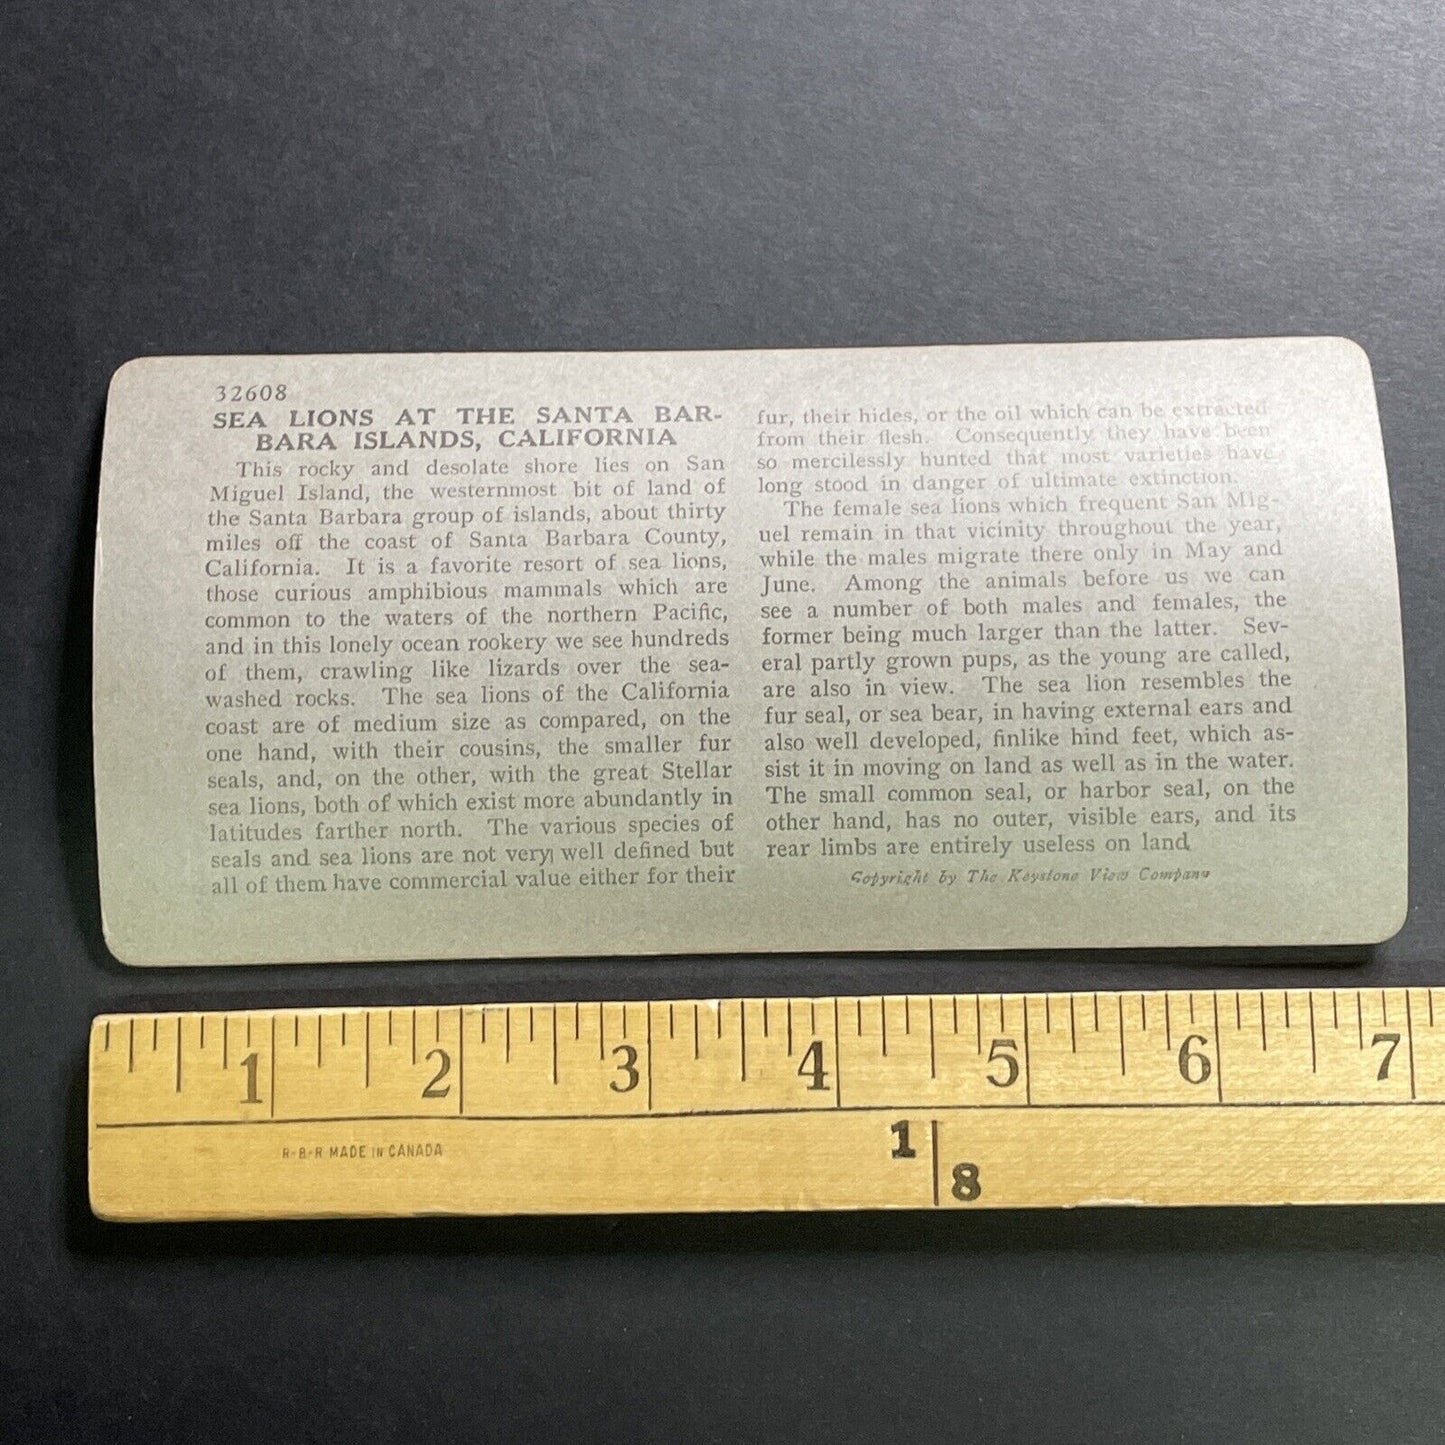 32608
SEA LIONS AT THE SANTA BAR-
BARA ISLANDS, CALIFORNIA
This rocky and desolate shore lies on San
Miguel Island, the westernmost bit of land of
the Santa Barbara group of islands, about thirty
miles off the coast of Santa Barbara County,
California. It is a favorite resort of sea lions,
those curious amphibious mammals which are
common to the waters of the northern Pacific,
and in this lonely ocean rookery we see hundreds
of them, crawling like lizards over the sea-
washed rocks. The sea lions of the California
coast are of medium size as compared, on the
one hand, with their cousins, the smaller fur
seals, and, on the other, with the great Stellar
sea lions, both of which exist more abundantly in
latitudes farther north. The various species of
seals and sea lions are not very well defined but
all of them have commercial value either for their
fur, their hides, or the oil which can be extracted
from their flesh. Consequently they have been
so mercilessly hunted that most varieties have
long stood in danger of ultimate extinction.
The female sea lions which frequent San Mig-
uel remain in that vicinity throughout the year,
while the males migrate there only in May and
June. Among the animals before us we can
see a number of both males and females, the
former being much larger than the latter. Sev-
eral partly grown pups, as the young are called,
are also in view. The sea lion resembles the
fur seal, or sea bear, in having external ears and
also well developed, finlike hind feet, which as-
sist it in moving on land as well as in the water.
The small common seal, or harbor seal, on the
other hand, has no outer, visible ears, and its
rear limbs are entirely useless on land
Copyright by The Keystone View Company
1 2 3 4 5 6 7
R-B-R MADE IN CANADA
1 8